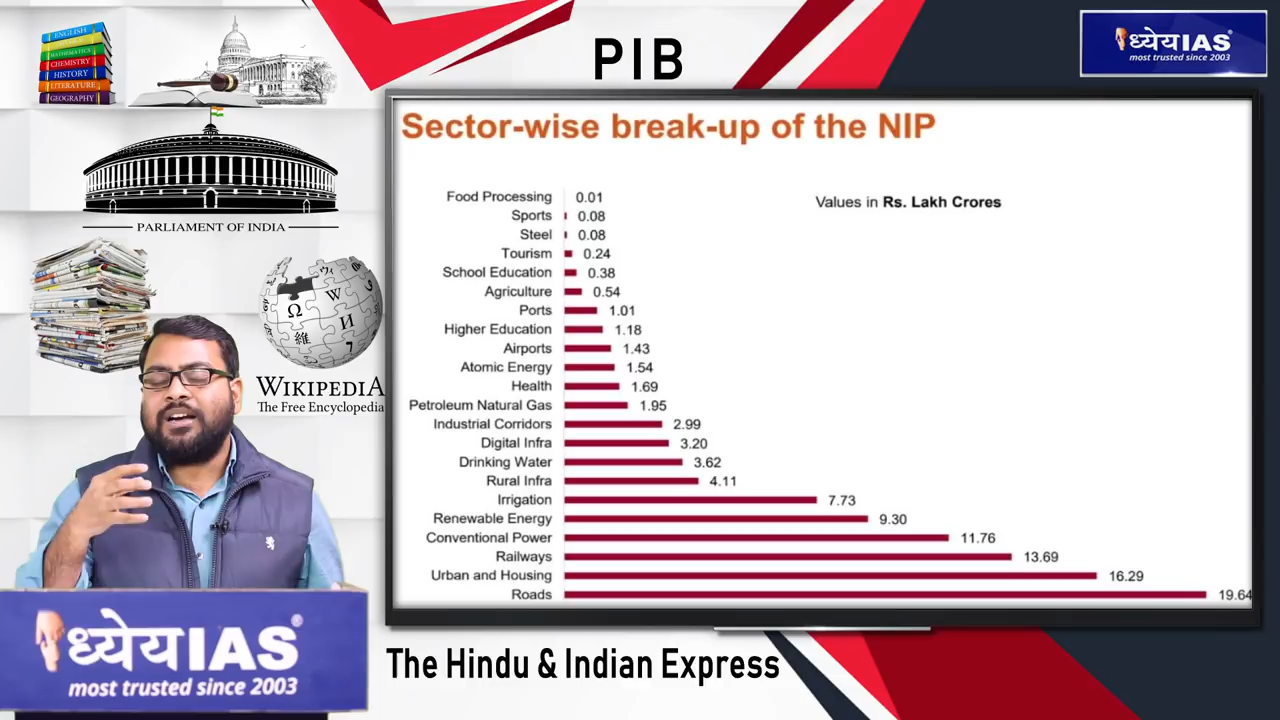 ENGLISH
MATHEMATICS
CHEMISTRY
HISTORY
LITERATURE
GEOGRAPHY
PARLIAMENT OF INDIA
WIKIPEDIA
The Free Encyclopedia
PIB
ध्येयIAS
most trusted since 2003
Sector-wise break-up of the NIP
Values in Rs. Lakh Crores
Food Processing 0.01
Sports 0.08
Steel 0.08
Tourism 0.24
School Education 0.38
Agriculture 0.54
Ports 1.01
Higher Education 1.18
Airports 1.43
Atomic Energy 1.54
Health 1.69
Petroleum Natural Gas 1.95
Industrial Corridors 2.99
Digital Infra 3.20
Drinking Water 3.62
Rural Infra 4.11
Irrigation 7.73
Renewable Energy 9.30
Conventional Power 11.76
Railways 13.69
Urban and Housing 16.29
Roads 19.64
ध्येयIAS®
most trusted since 2003
The Hindu & Indian Express